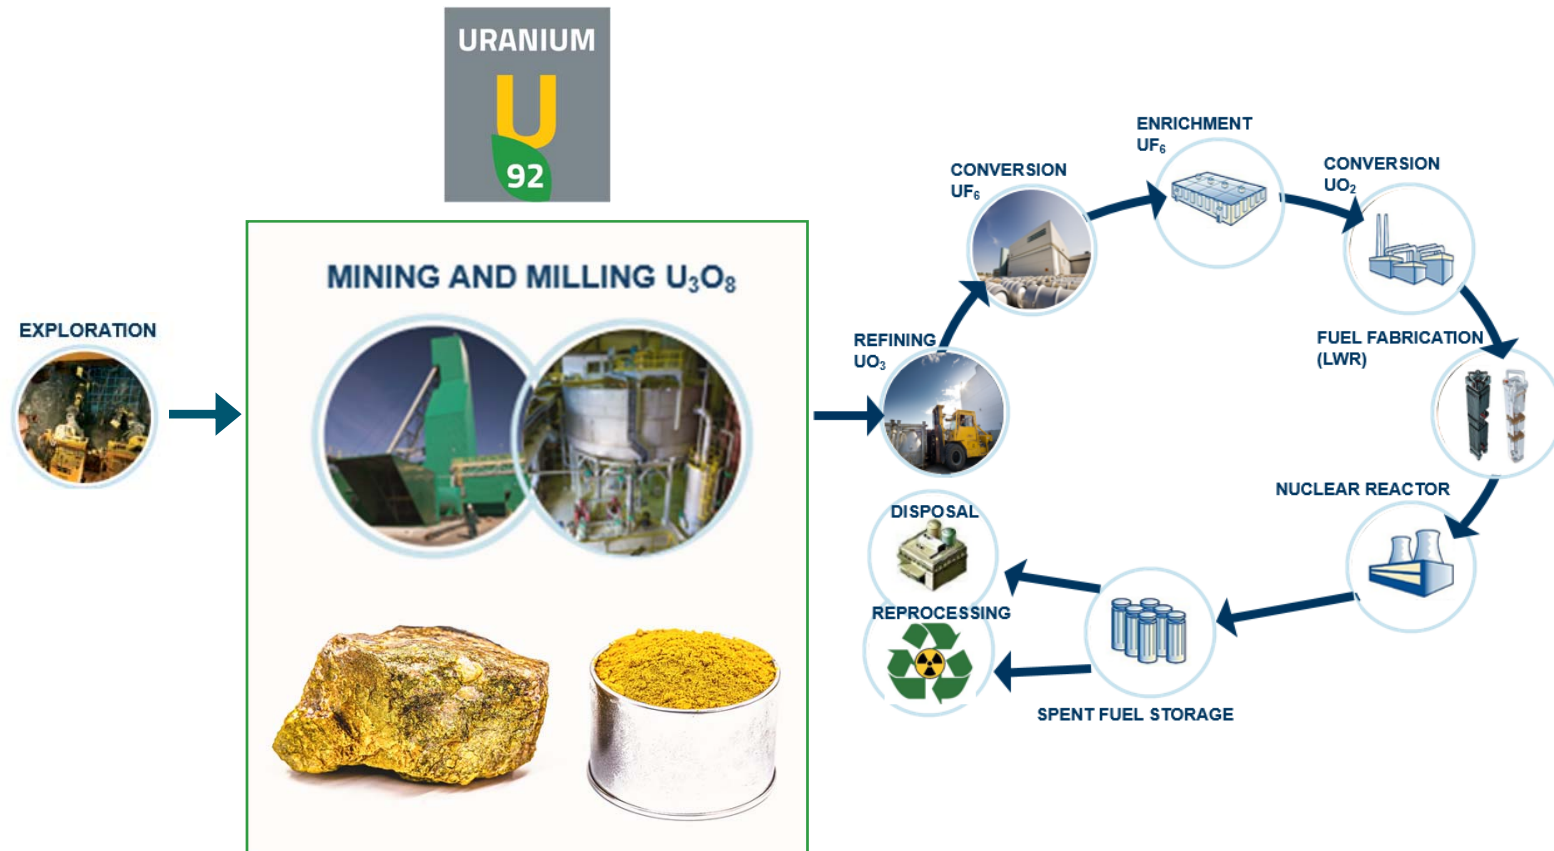 URANIUM
U
92
EXPLORATION
MINING AND MILLING U₃O₈
REFINING
UO₃
CONVERSION
UF₆
ENRICHMENT
UF₆
CONVERSION
UO₂
FUEL FABRICATION
(LWR)
NUCLEAR REACTOR
SPENT FUEL STORAGE
DISPOSAL
REPROCESSING